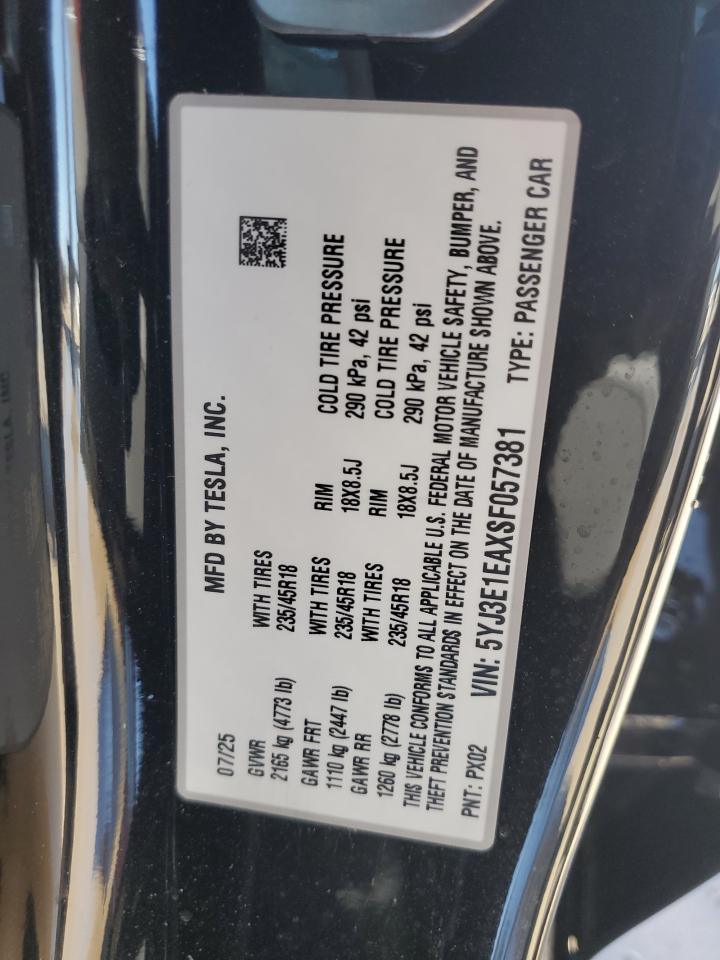 07/25 MFD BY TESLA, INC.
GVWR WITH TIRES
2165 kg (4773 lb) 235/45R18 RIM COLD TIRE PRESSURE
GAWR FRT WITH TIRES 18X8.5J 290 kPa, 42 psi
1110 kg (2447 lb) 235/45R18 RIM COLD TIRE PRESSURE
GAWR RR WITH TIRES 18X8.5J 290 kPa, 42 psi
1260 kg (2778 lb) 235/45R18
THIS VEHICLE CONFORMS TO ALL APPLICABLE U.S. FEDERAL MOTOR VEHICLE SAFETY, BUMPER, AND
THEFT PREVENTION STANDARDS IN EFFECT ON THE DATE OF MANUFACTURE SHOWN ABOVE.
PNT: PX02 VIN: 5YJ3E1EAXSF057381 TYPE: PASSENGER CAR